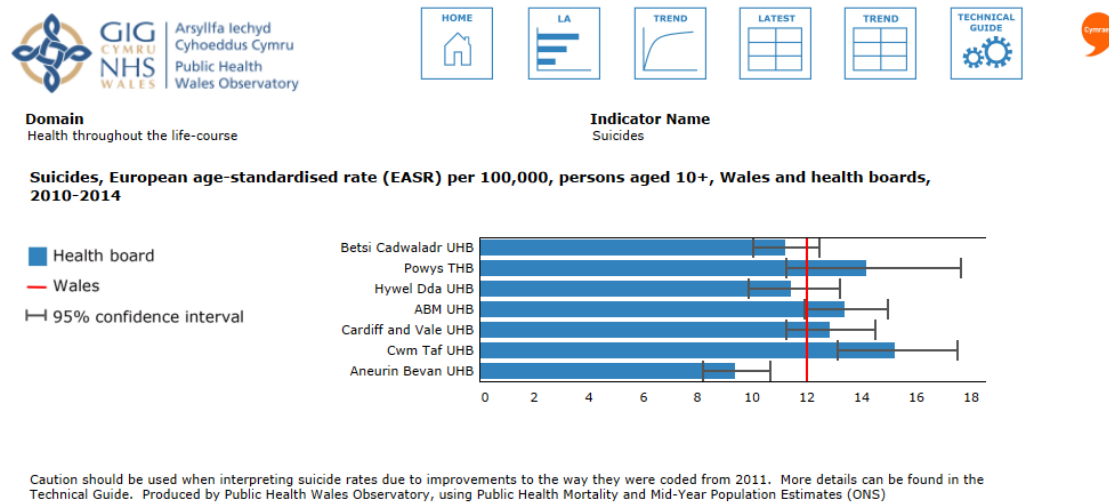 GIG
CYMRU
NHS
WALES
Arsyllfa Iechyd
Cyhoeddus Cymru
Public Health
Wales Observatory
HOME
LA
TREND
LATEST
TREND
TECHNICAL
GUIDE
Cymrae
Domain
Health throughout the life-course
Indicator Name
Suicides
Suicides, European age-standardised rate (EASR) per 100,000, persons aged 10+, Wales and health boards,
2010-2014
Health board
Wales
95% confidence interval
Betsi Cadwaladr UHB
Powys THB
Hywel Dda UHB
ABM UHB
Cardiff and Vale UHB
Cwm Taf UHB
Aneurin Bevan UHB
0 2 4 6 8 10 12 14 16 18
Caution should be used when interpreting suicide rates due to improvements to the way they were coded from 2011. More details can be found in the
Technical Guide. Produced by Public Health Wales Observatory, using Public Health Mortality and Mid-Year Population Estimates (ONS)